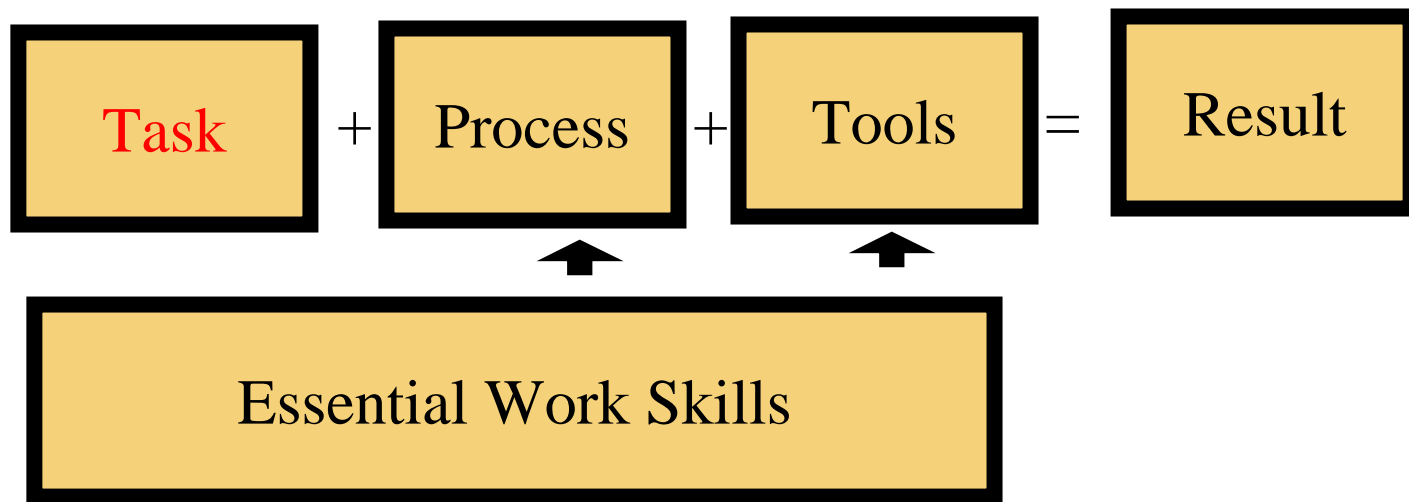 Task + Process + Tools = Result
Essential Work Skills